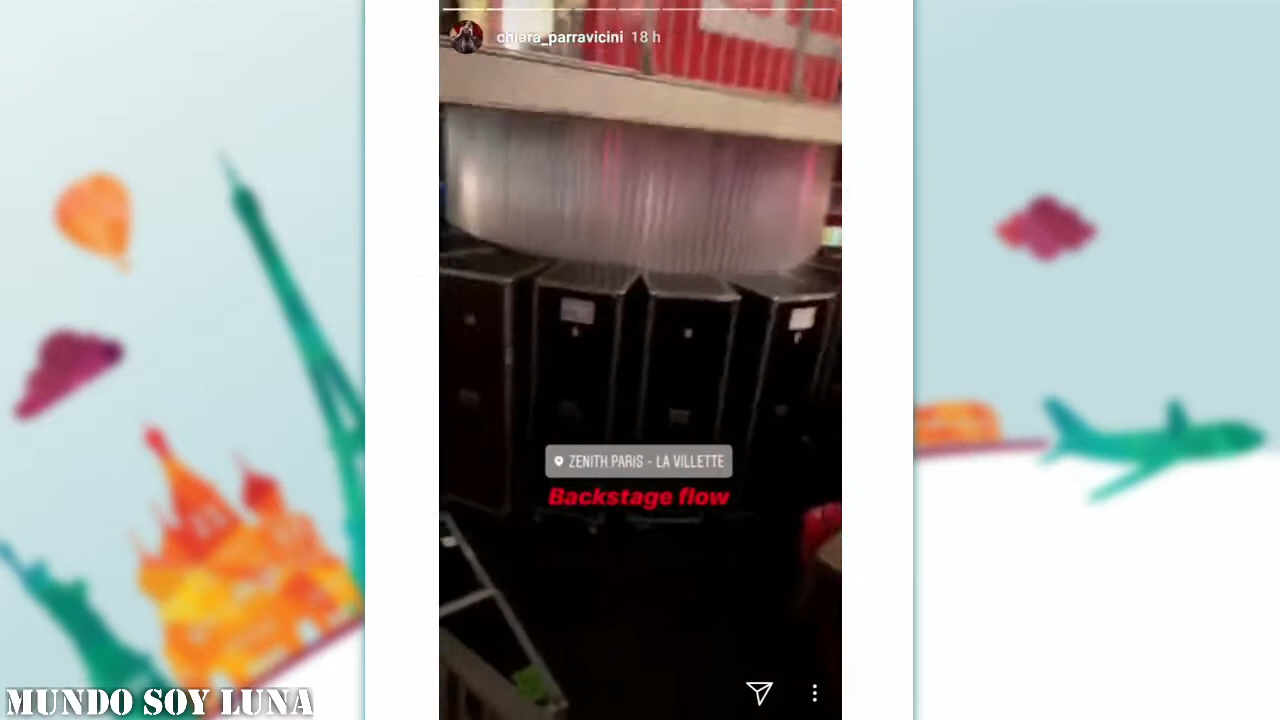 chiara_parravicini 18 h
ZENITH PARIS - LA VILLETTE
Backstage flow
MUNDO SOY LUNA